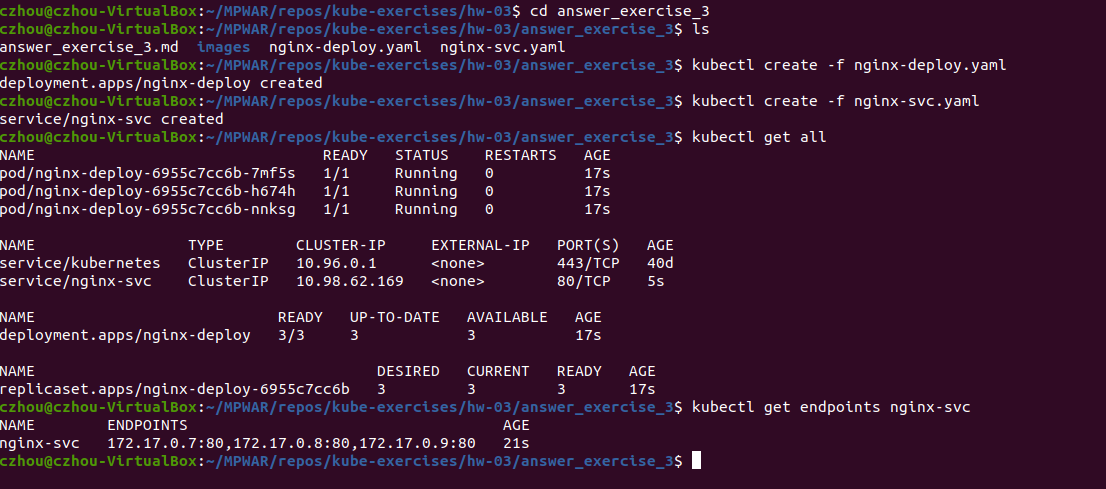 czhou@czhou-VirtualBox:~/MPWAR/repos/kube-exercises/hw-03$ cd answer_exercise_3
czhou@czhou-VirtualBox:~/MPWAR/repos/kube-exercises/hw-03/answer_exercise_3$ ls
answer_exercise_3.md  images  nginx-deploy.yaml  nginx-svc.yaml
czhou@czhou-VirtualBox:~/MPWAR/repos/kube-exercises/hw-03/answer_exercise_3$ kubectl create -f nginx-deploy.yaml
deployment.apps/nginx-deploy created
czhou@czhou-VirtualBox:~/MPWAR/repos/kube-exercises/hw-03/answer_exercise_3$ kubectl create -f nginx-svc.yaml
service/nginx-svc created
czhou@czhou-VirtualBox:~/MPWAR/repos/kube-exercises/hw-03/answer_exercise_3$ kubectl get all
NAME                                READY   STATUS    RESTARTS   AGE
pod/nginx-deploy-6955c7cc6b-7mf5s   1/1     Running   0          17s
pod/nginx-deploy-6955c7cc6b-h674h   1/1     Running   0          17s
pod/nginx-deploy-6955c7cc6b-nnksg   1/1     Running   0          17s
NAME                 TYPE        CLUSTER-IP     EXTERNAL-IP   PORT(S)   AGE
service/kubernetes   ClusterIP   10.96.0.1      <none>        443/TCP   40d
service/nginx-svc    ClusterIP   10.98.62.169   <none>        80/TCP    5s
NAME                           READY   UP-TO-DATE   AVAILABLE   AGE
deployment.apps/nginx-deploy   3/3     3            3           17s
NAME                                      DESIRED   CURRENT   READY   AGE
replicaset.apps/nginx-deploy-6955c7cc6b   3         3         3       17s
czhou@czhou-VirtualBox:~/MPWAR/repos/kube-exercises/hw-03/answer_exercise_3$ kubectl get endpoints nginx-svc
NAME        ENDPOINTS                                   AGE
nginx-svc   172.17.0.7:80,172.17.0.8:80,172.17.0.9:80   21s
czhou@czhou-VirtualBox:~/MPWAR/repos/kube-exercises/hw-03/answer_exercise_3$